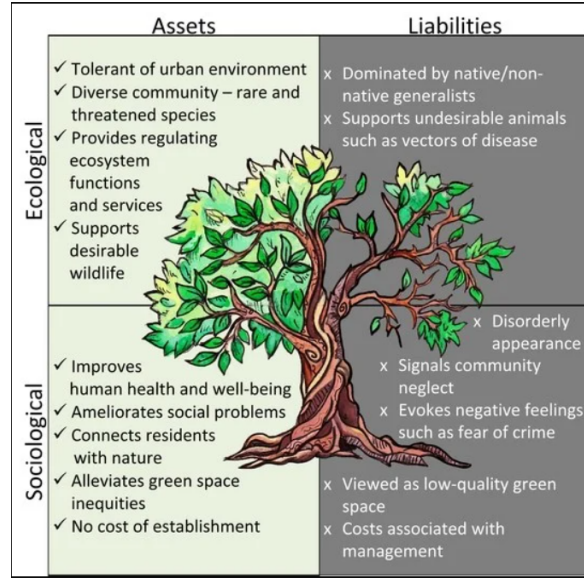 Assets
Liabilities
Ecological
✓ Tolerant of urban environment
✓ Diverse community – rare and
threatened species
✓ Provides regulating
ecosystem
functions
and services
✓ Supports
desirable
wildlife
x Dominated by native/non-
native generalists
x Supports undesirable animals
such as vectors of disease
Sociological
✓ Improves
human health and well-being
✓ Ameliorates social problems
✓ Connects residents
with nature
✓ Alleviates green space
inequities
✓ No cost of establishment
x Disorderly
appearance
x Signals community
neglect
x Evokes negative feelings
such as fear of crime
x Viewed as low-quality green
space
x Costs associated with
management